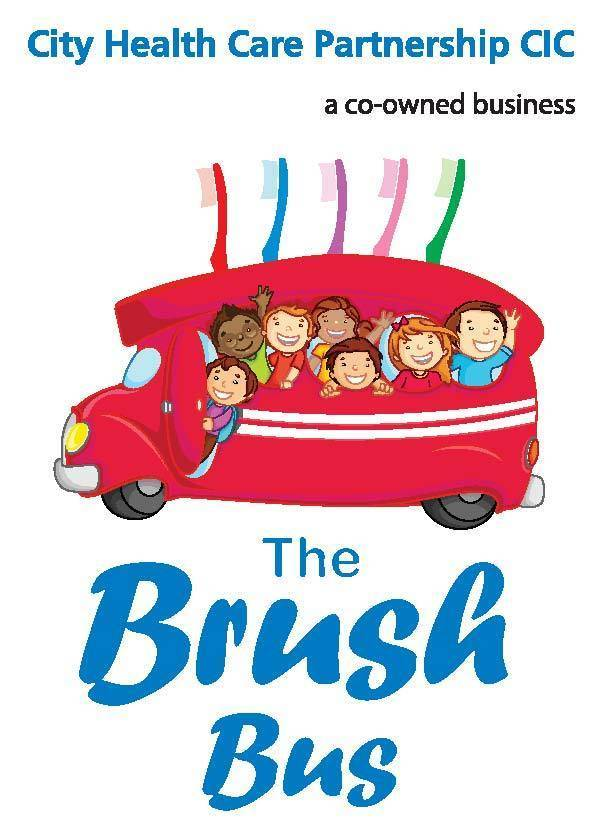 City Health Care Partnership CIC
a co-owned business
The
Brush
Bus